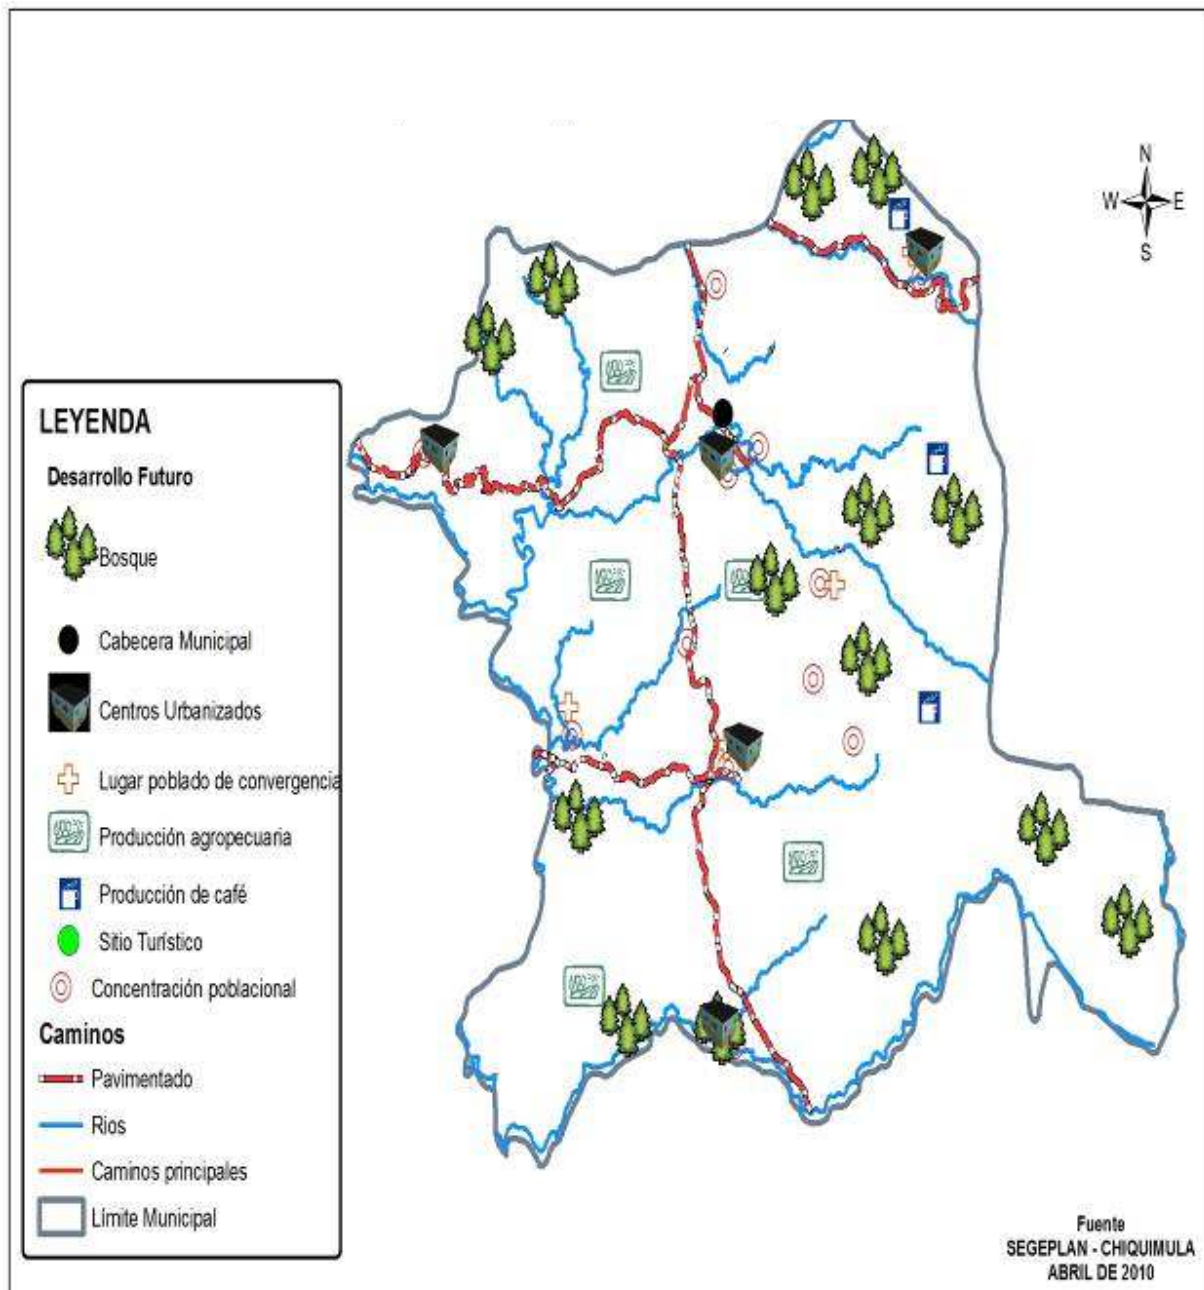 N
W E
S
LEYENDA
Desarrollo Futuro
Bosque
Cabecera Municipal
Centros Urbanizados
Lugar poblado de convergencia
Producción agropecuaria
Producción de café
Sitio Turístico
Concentración poblacional
Caminos
Pavimentado
Rios
Caminos principales
Límite Municipal
Fuente
SEGEPLAN - CHIQUIMULA
ABRIL DE 2010